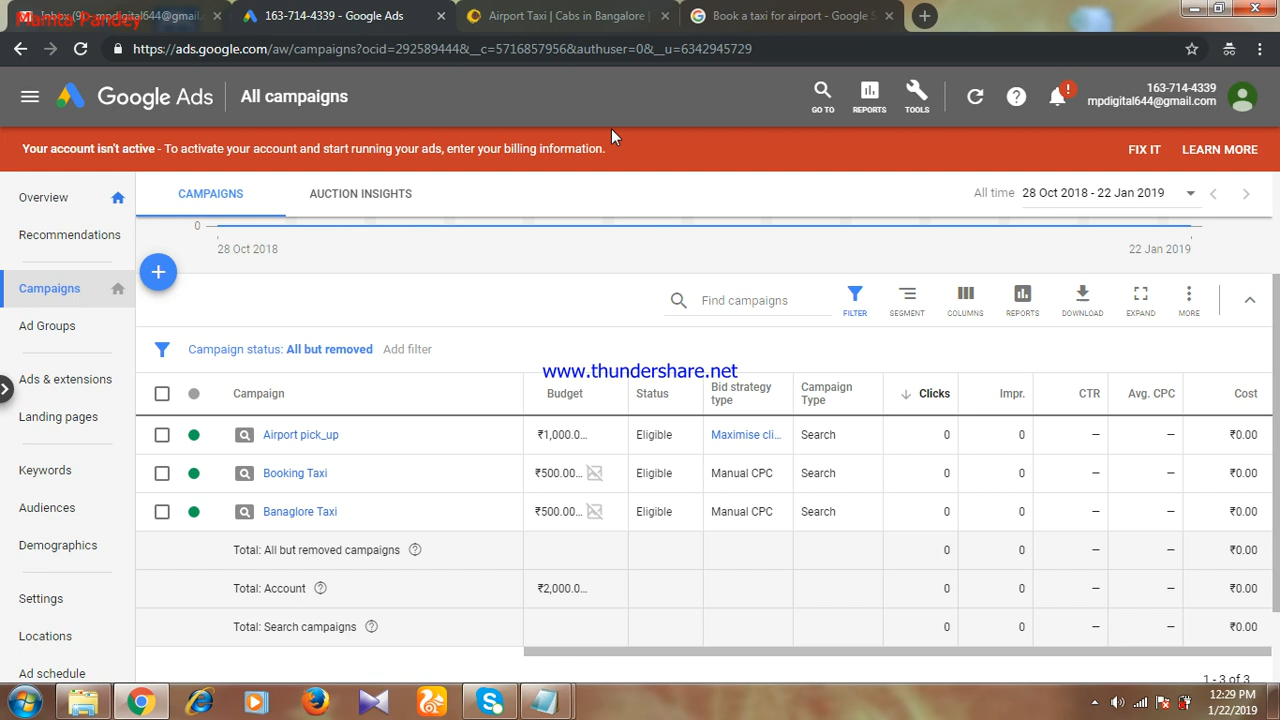 Inbox (9) - mpdigital644@gmail.
Mamta Pandey
163-714-4339 - Google Ads
Airport Taxi | Cabs in Bangalore |
Book a taxi for airport - Google S
https://ads.google.com/aw/campaigns?ocid=292589444&__c=5716857956&authuser=0&__u=6342945729
Google Ads
All campaigns
GO TO
REPORTS
TOOLS
163-714-4339
mpdigital644@gmail.com
Your account isn't active - To activate your account and start running your ads, enter your billing information.
FIX IT
LEARN MORE
Overview
Recommendations
Campaigns
Ad Groups
Ads & extensions
Landing pages
Keywords
Audiences
Demographics
Settings
Locations
Ad schedule
CAMPAIGNS
AUCTION INSIGHTS
All time 28 Oct 2018 - 22 Jan 2019
0
28 Oct 2018
22 Jan 2019
Find campaigns
FILTER
SEGMENT
COLUMNS
REPORTS
DOWNLOAD
EXPAND
MORE
Campaign status: All but removed Add filter
www.thundershare.net
Campaign Budget Status Bid strategy type Campaign Type Clicks Impr. CTR Avg. CPC Cost
Airport pick_up ₹1,000.0... Eligible Maximise cli... Search 0 0 – – ₹0.00
Booking Taxi ₹500.00... Eligible Manual CPC Search 0 0 – – ₹0.00
Banaglore Taxi ₹500.00... Eligible Manual CPC Search 0 0 – – ₹0.00
Total: All but removed campaigns 0 0 – – ₹0.00
Total: Account ₹2,000.0... 0 0 – – ₹0.00
Total: Search campaigns 0 0 – – ₹0.00
1 - 3 of 3
12:29 PM
1/22/2019